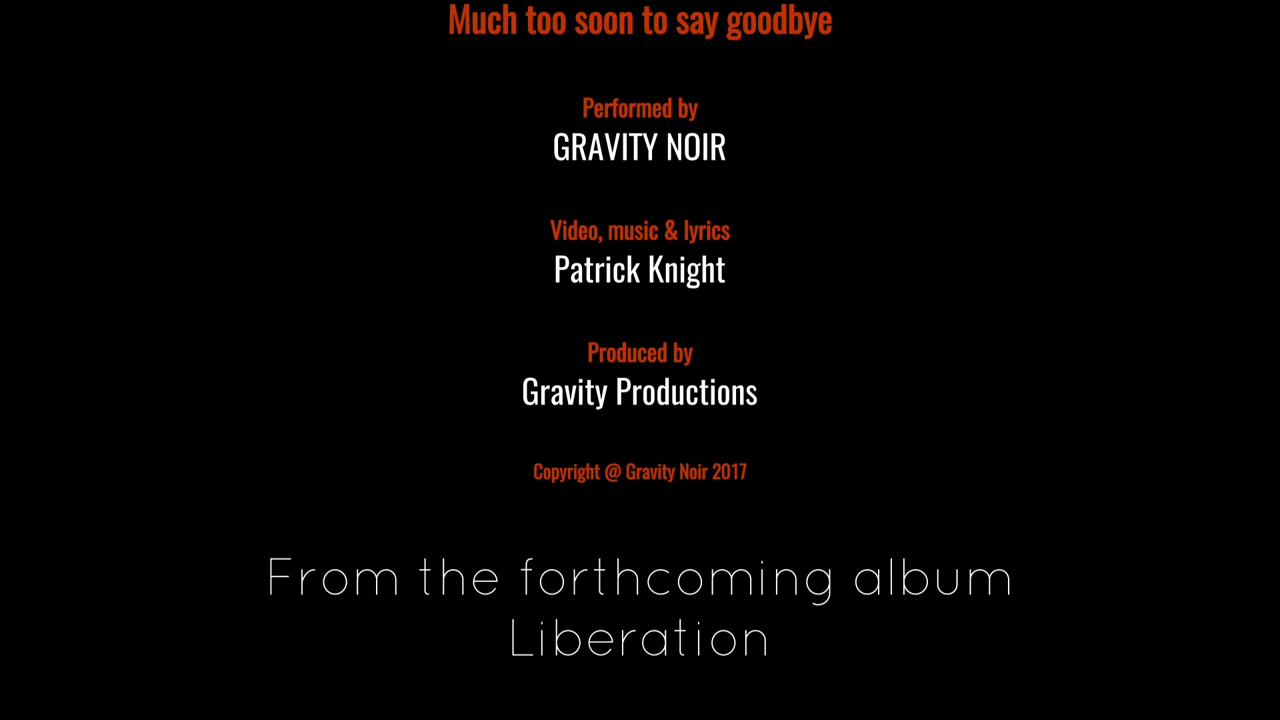 Much too soon to say goodbye
Performed by
GRAVITY NOIR
Video, music & lyrics
Patrick Knight
Produced by
Gravity Productions
Copyright @ Gravity Noir 2017
From the forthcoming album
Liberation